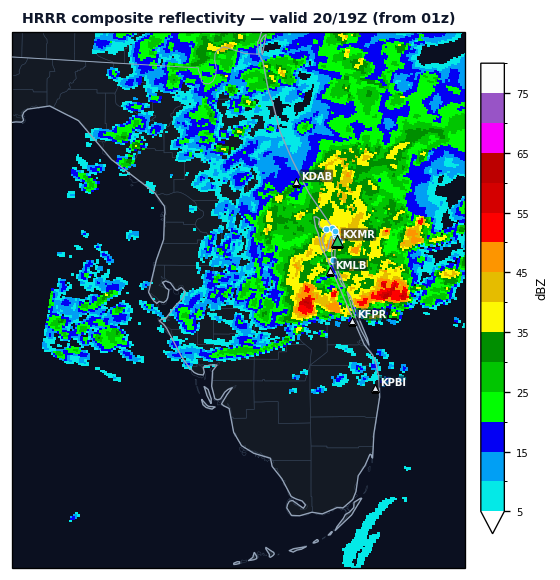 HRRR composite reflectivity — valid 20/19Z (from 01z)
KDAB
KXMR
KMLB
KFPR
KPBI
75
65
55
45
35
25
15
5
dBZ